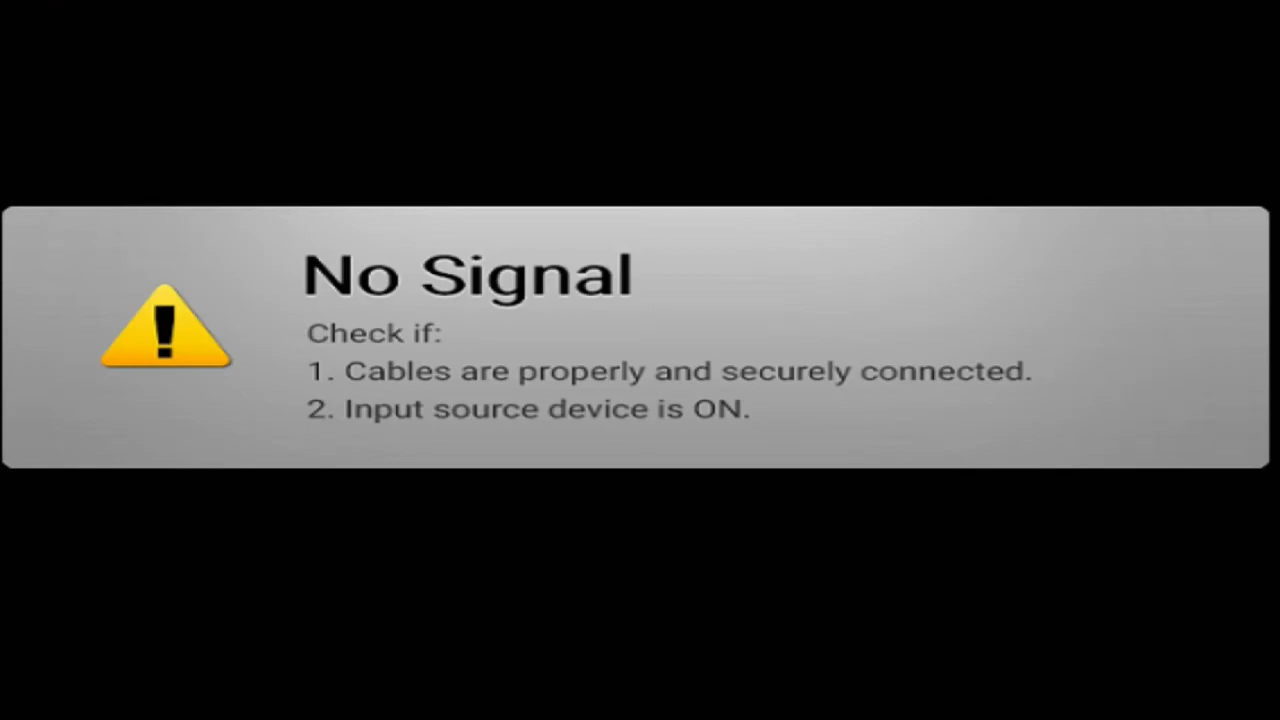 No Signal
Check if:
1. Cables are properly and securely connected.
2. Input source device is ON.